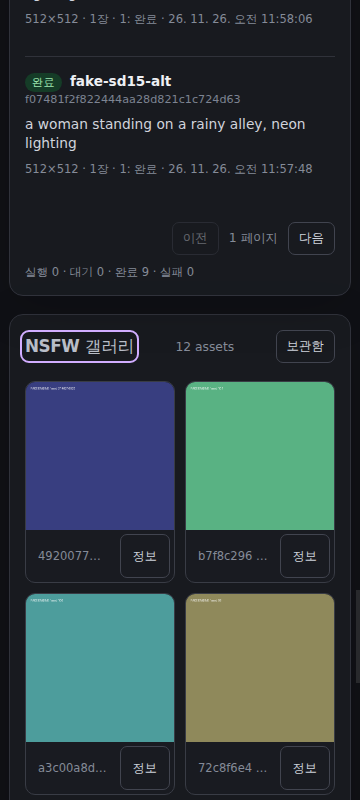 512×512 · 1장 · 1: 완료 · 26. 11. 26. 오전 11:58:06
완료 fake-sd15-alt
f07481f2f822444aa28d821c1c724d63
a woman standing on a rainy alley, neon
lighting
512×512 · 1장 · 1: 완료 · 26. 11. 26. 오전 11:57:48
이전 1 페이지 다음
실행 0 · 대기 0 · 완료 9 · 실패 0
NSFW 갤러리 12 assets 보관함
4920077... 정보 b7f8c296 ... 정보
a3c00a8d... 정보 72c8f6e4 ... 정보